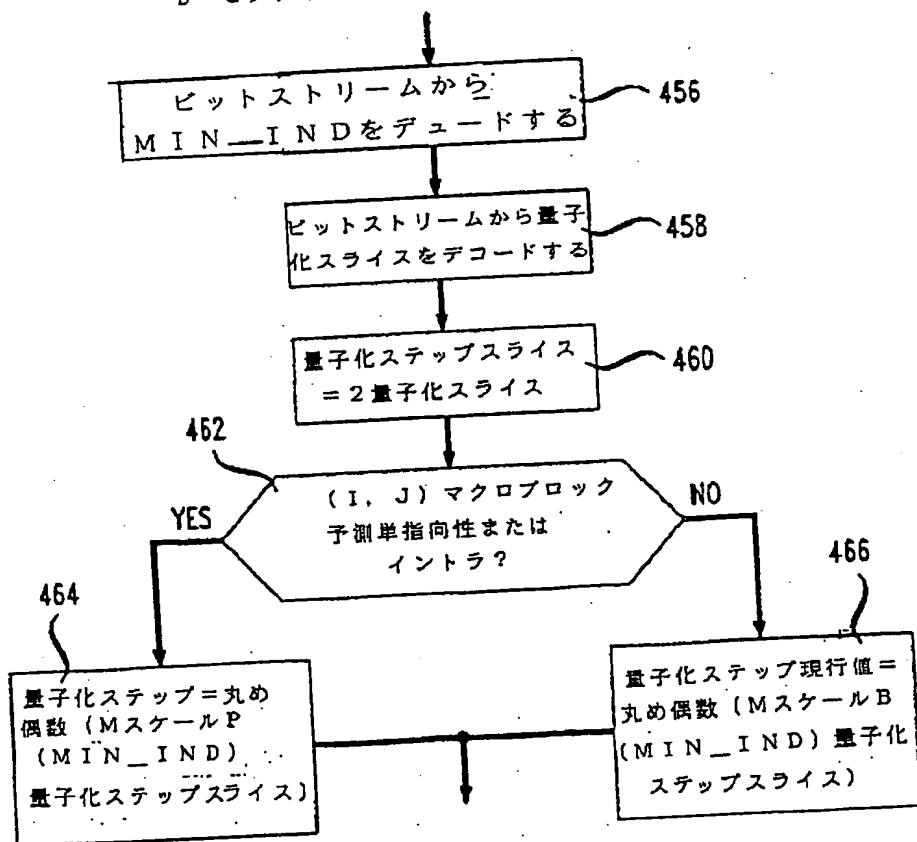 ビットストリームから
MIN__INDをデュードする
456
ビットストリームから量子
化スライスをデコードする
458
量子化ステップスライス
=2量子化スライス
460
462
(I, J) マクロブロック
予測単指向性または
イントラ?
YES
NO
464
量子化ステップ=丸め
偶数 (MスケールP
(MIN_IND)
量子化ステップスライス)
466
量子化ステップ現行値=
丸め偶数 (MスケールB
(MIN_IND) 量子化
ステップスライス)